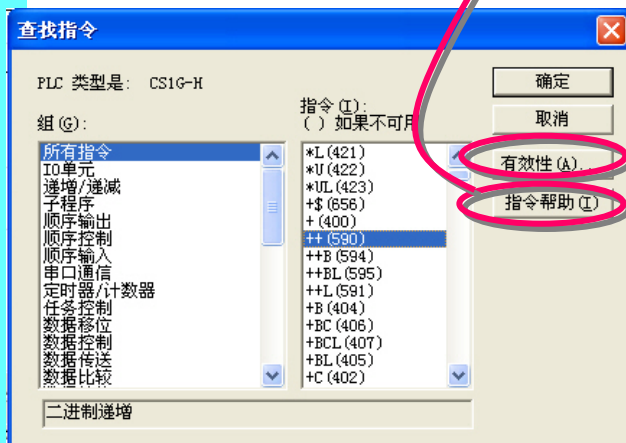 查找指令
PLC 类型是: CS1G-H
组(G):
指令(I):
( ) 如果不可用
确定
取消
有效性(A)...
指令帮助(I)
所有指令
IO单元
递增/递减
子程序
顺序输出
顺序控制
顺序输入
串口通信
定时器/计数器
任务控制
数据移位
数据控制
数据传送
数据比较
*L(421)
*U(422)
*UL(423)
+$(656)
+(400)
++(590)
++B(594)
++BL(595)
++L(591)
+B(404)
+BC(406)
+BCL(407)
+BL(405)
+C(402)
二进制递增